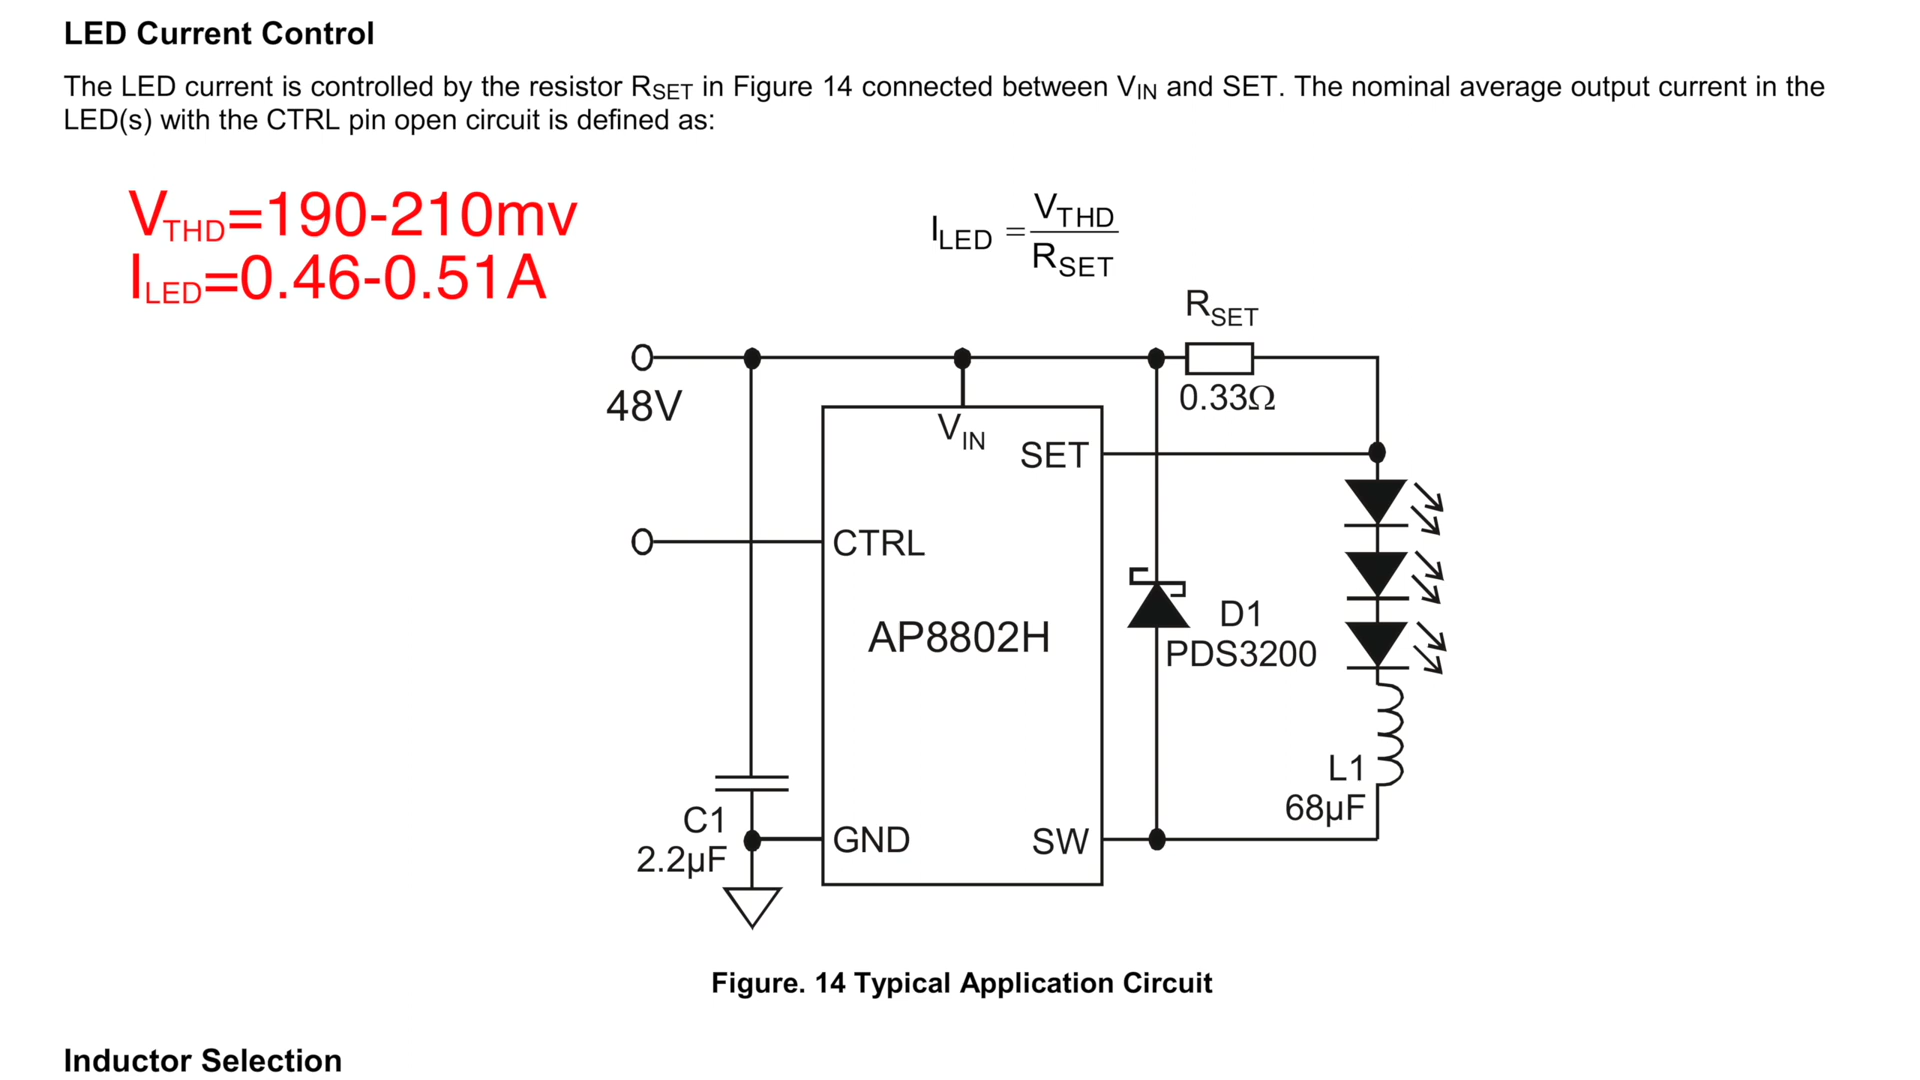 LED Current Control
The LED current is controlled by the resistor RSET in Figure 14 connected between VIN and SET. The nominal average output current in the
LED(s) with the CTRL pin open circuit is defined as:
VTHD=190-210mv
ILED=0.46-0.51A
ILED = VTHD
RSET
RSET
0.33Ω
48V
VIN
SET
CTRL
AP8802H
D1
PDS3200
L1
68µF
C1
2.2µF
GND
SW
Figure. 14 Typical Application Circuit
Inductor Selection